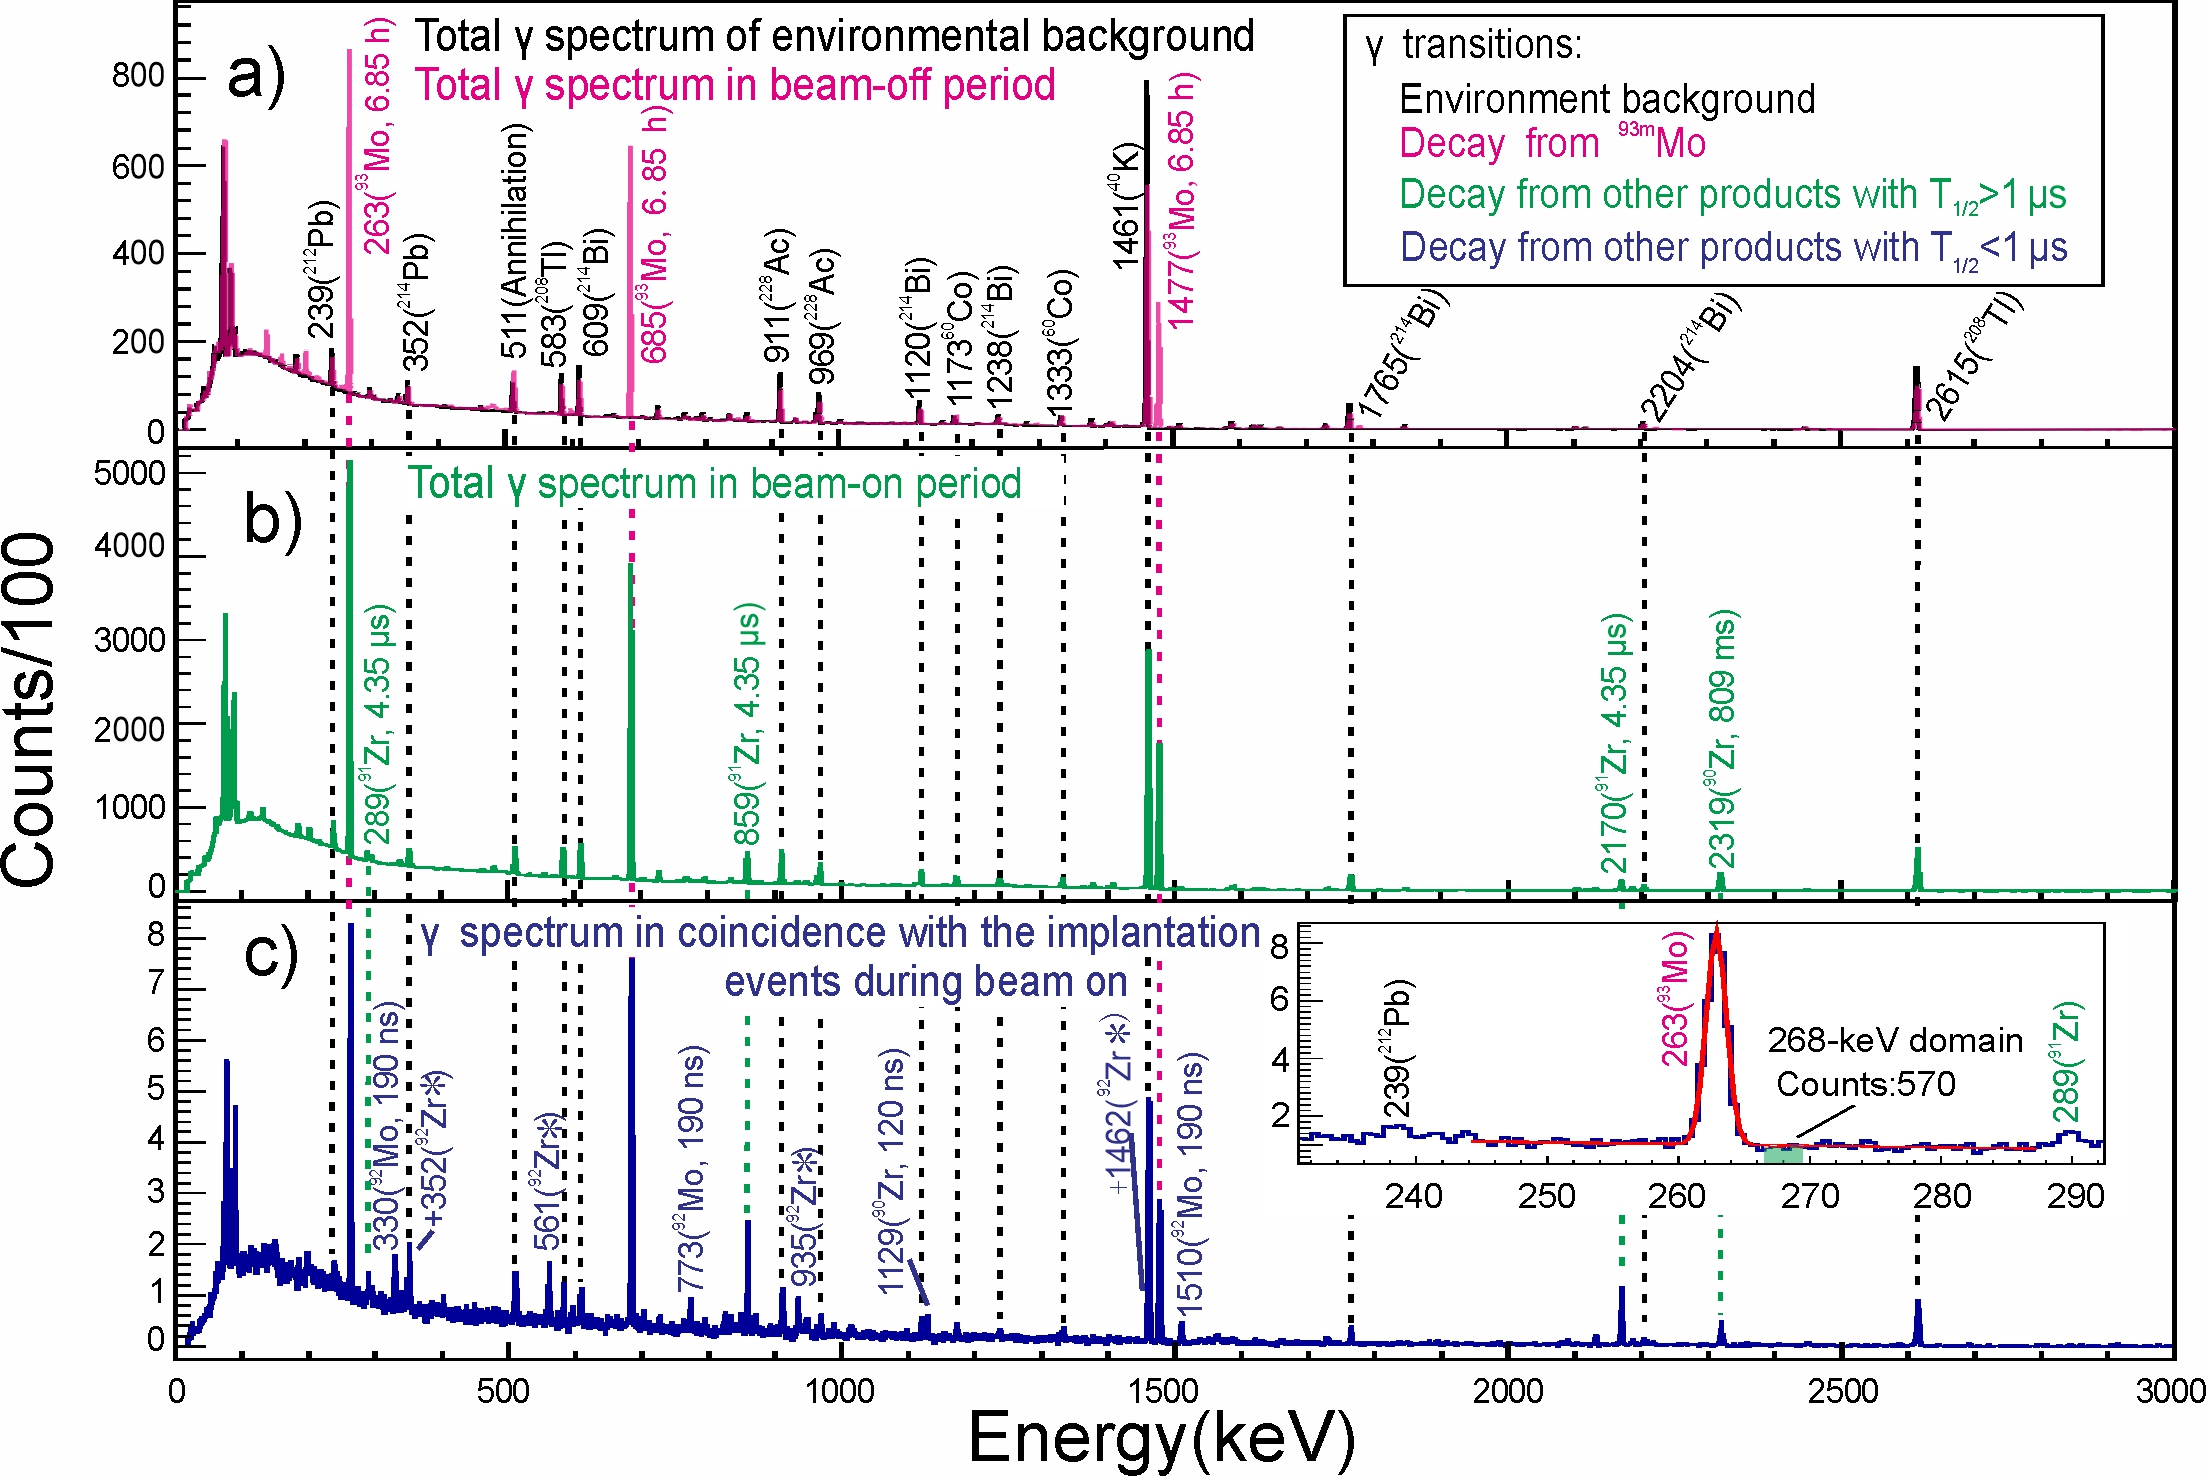 a)
Total γ spectrum of environmental background
Total γ spectrum in beam-off period
γ transitions:
Environment background
Decay from ⁹³ᵐMo
Decay from other products with T₁/₂>1 μs
Decay from other products with T₁/₂<1 μs
239(²¹²Pb)
263(⁹³Mo, 6.85 h)
352(²¹⁴Pb)
511(Annihilation)
583(²⁰⁸Tl)
609(²¹⁴Bi)
685(⁹³Mo, 6. 85 h)
911(²²⁸Ac)
969(²²⁸Ac)
1120(²¹⁴Bi)
1173⁶⁰Co)
1238(²¹⁴Bi)
1333(⁶⁰Co)
1461(⁴⁰K)
1477(⁹³Mo, 6.85 h)
1765(²¹⁴Bi)
2204(²¹⁴Bi)
2615(²⁰⁸Tl)
800
600
400
200
0
b)
Total γ spectrum in beam-on period
289(⁹¹Zr, 4.35 μs)
859(⁹¹Zr, 4.35 μs)
2170(⁹¹Zr, 4.35 μs)
2319(⁹⁰Zr, 809 ms)
5000
4000
3000
2000
1000
0
Counts/100
c)
γ spectrum in coincidence with the implantation
events during beam on
330(⁹²Mo, 190 ns)
+352(⁹²Zr*)
561(⁹²Zr*)
773(⁹²Mo, 190 ns)
935(⁹²Zr*)
1129(⁹⁰Zr, 120 ns)
+1462(⁹²Zr*)
1510(⁹²Mo, 190 ns)
8
7
6
5
4
3
2
1
0
8
6
4
2
239(²¹²Pb)
263(⁹³Mo)
268-keV domain
Counts:570
289(⁹¹Zr)
240 250 260 270 280 290
0 500 1000 1500 2000 2500 3000
Energy(keV)